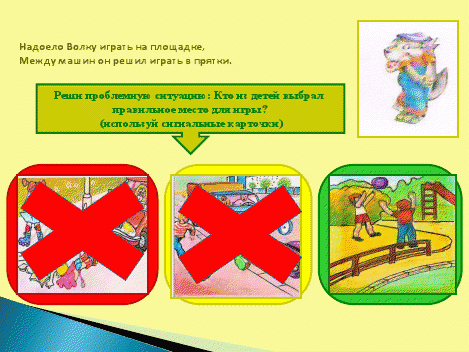 Надоело Волку играть на площадке,
Между машин он решил играть в прятки.
Реши проблемную ситуацию: Кто из детей выбрал
правильное место для игры?
(используй сигнальные карточки)